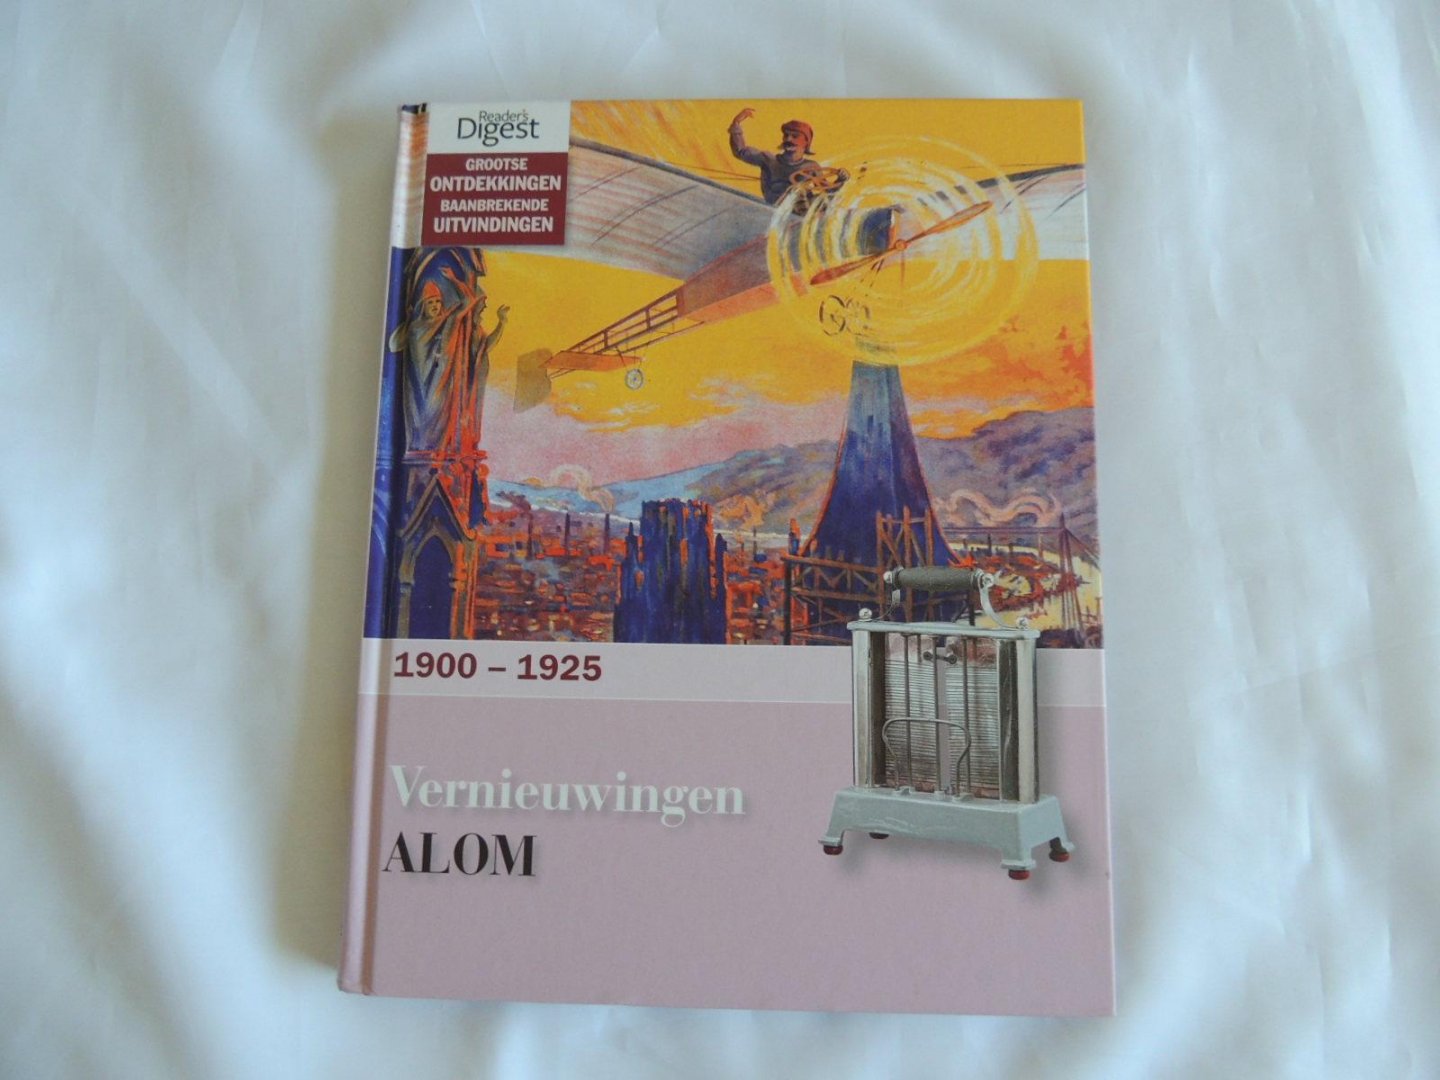 Reader's
Digest
GROOTSE
ONTDEKKINGEN
BAANBREKENDE
UITVINDINGEN
1900 – 1925
Vernieuwingen
ALOM